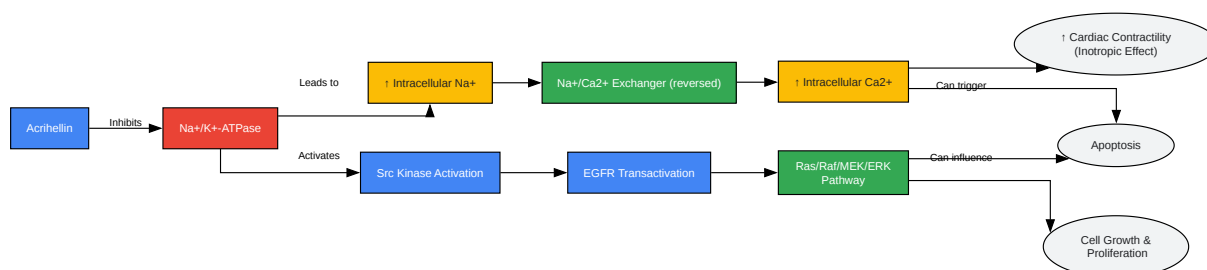 ↑ Cardiac Contractility
(Inotropic Effect)
Leads to
↑ Intracellular Na+
Na+/Ca2+ Exchanger (reversed)
↑ Intracellular Ca2+
Can trigger
Acrihellin
Inhibits
Na+/K+-ATPase
Apoptosis
Activates
Src Kinase Activation
EGFR Transactivation
Ras/Raf/MEK/ERK
Pathway
Can influence
Cell Growth &
Proliferation